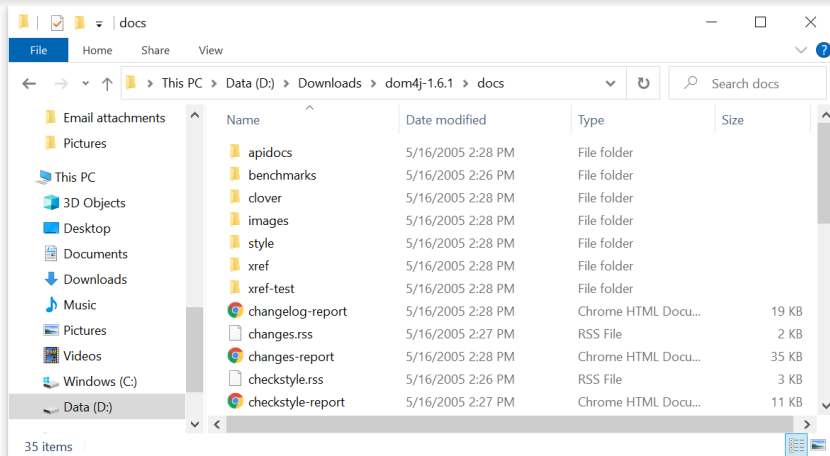 docs
File Home Share View
This PC > Data (D:) > Downloads > dom4j-1.6.1 > docs
Search docs
Email attachments
Pictures
This PC
3D Objects
Desktop
Documents
Downloads
Music
Pictures
Videos
Windows (C:)
Data (D:)
Name Date modified Type Size
apidocs 5/16/2005 2:28 PM File folder
benchmarks 5/16/2005 2:26 PM File folder
clover 5/16/2005 2:28 PM File folder
images 5/16/2005 2:28 PM File folder
style 5/16/2005 2:28 PM File folder
xref 5/16/2005 2:28 PM File folder
xref-test 5/16/2005 2:28 PM File folder
changelog-report 5/16/2005 2:28 PM Chrome HTML Docu... 19 KB
changes.rss 5/16/2005 2:27 PM RSS File 2 KB
changes-report 5/16/2005 2:28 PM Chrome HTML Docu... 35 KB
checkstyle.rss 5/16/2005 2:26 PM RSS File 3 KB
checkstyle-report 5/16/2005 2:27 PM Chrome HTML Docu... 11 KB
35 items